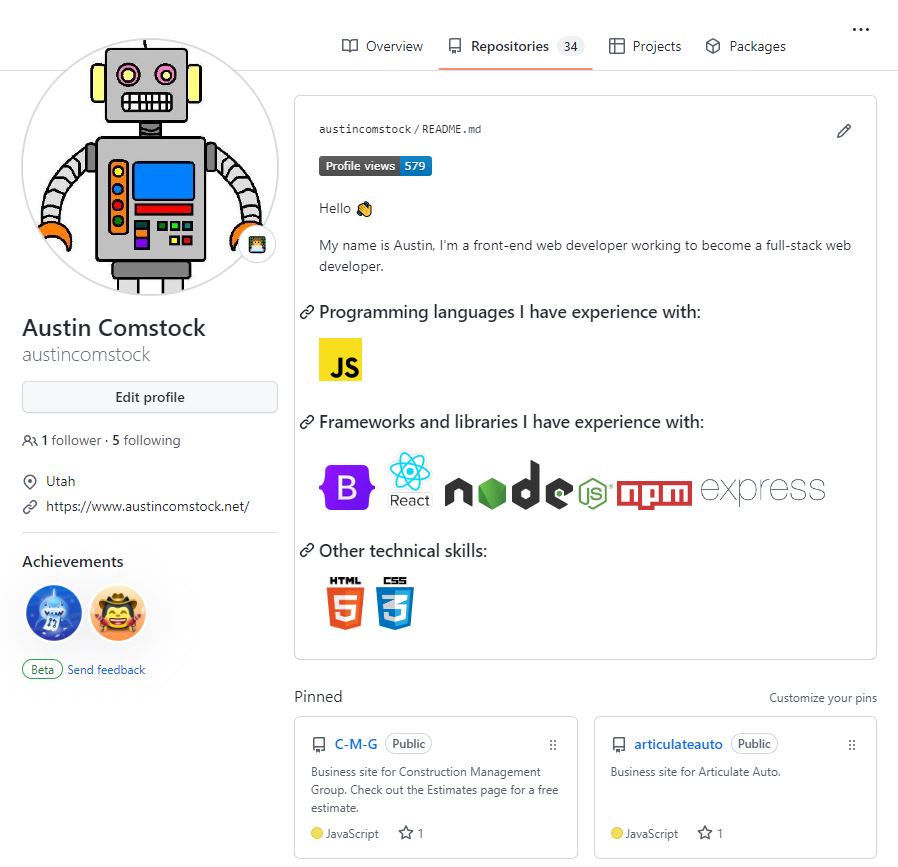 Overview
Repositories 34
Projects
Packages
austincomstock / README.md
Profile views 579
Hello
My name is Austin, I'm a front-end web developer working to become a full-stack web
developer.
Programming languages I have experience with:
JS
Frameworks and libraries I have experience with:
B
React
node
JS
npm
express
Other technical skills:
HTML
5
CSS
3
Austin Comstock
austincomstock
Edit profile
1 follower · 5 following
Utah
https://www.austincomstock.net/
Achievements
Beta Send feedback
Pinned
Customize your pins
C-M-G Public
Business site for Construction Management
Group. Check out the Estimates page for a free
estimate.
JavaScript 1
articulateauto Public
Business site for Articulate Auto.
JavaScript 1